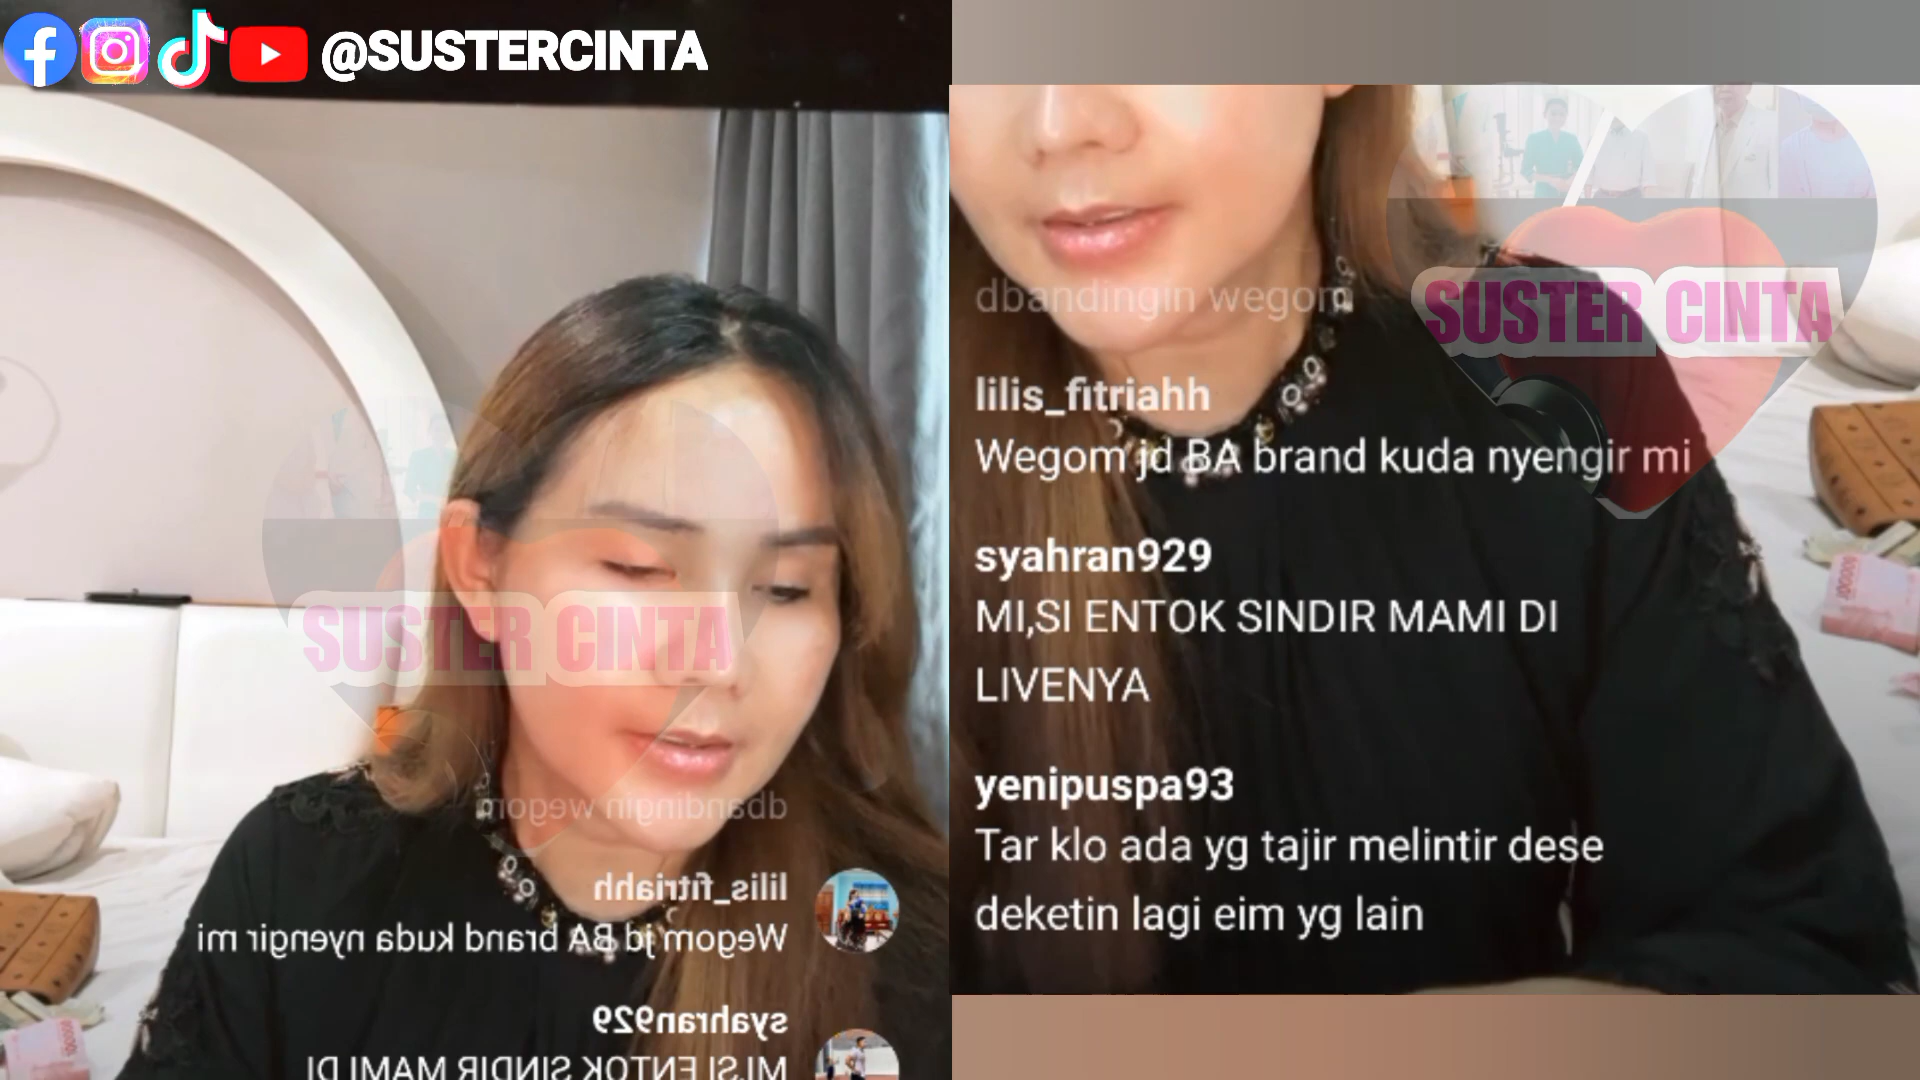 @SUSTERCINTA
SUSTER CINTA
dbandingin wegom
lilis_fitriahh
Wegom jd BA brand kuda nyengir mi
syahran929
MI,SI ENTOK SINDIR MAMI DI
SUSTER CINTA
dbandingin wegom
lilis_fitriahh
Wegom jd BA brand kuda nyengir mi
syahran929
MI,SI ENTOK SINDIR MAMI DI
LIVENYA
yenipuspa93
Tar klo ada yg tajir melintir dese
deketin lagi eim yg lain
100000